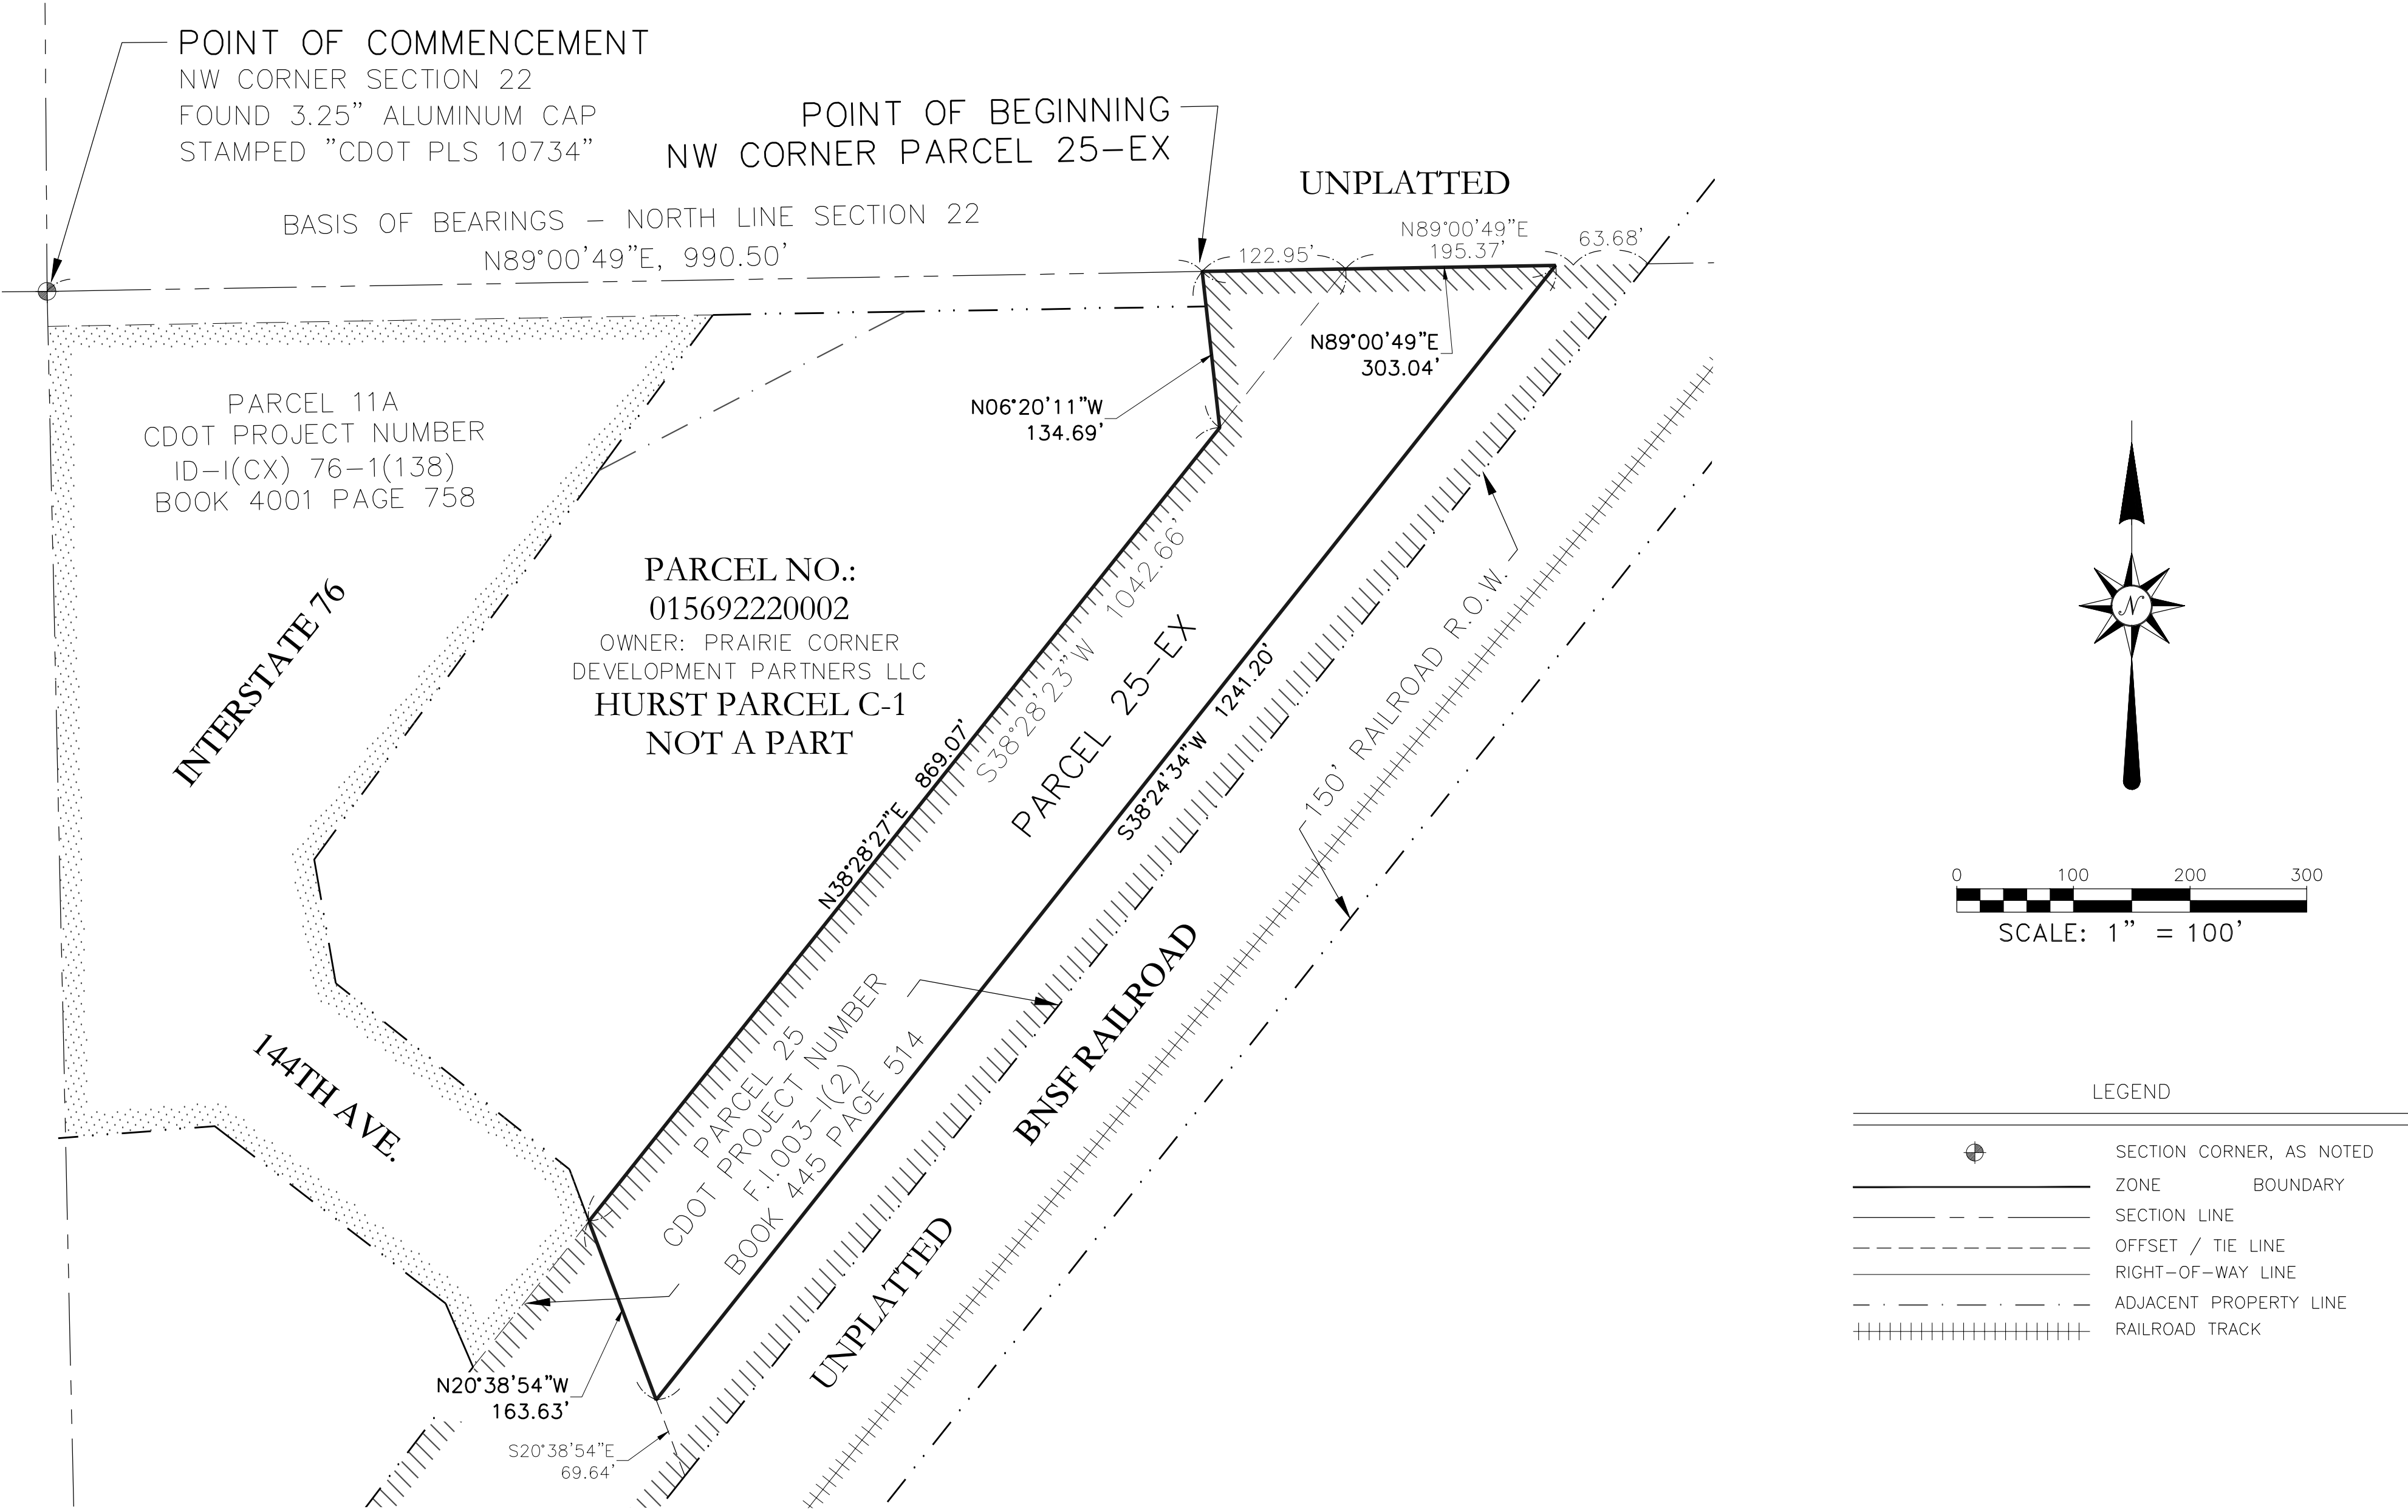 POINT OF COMMENCEMENT
NW CORNER SECTION 22
FOUND 3.25" ALUMINUM CAP
STAMPED "CDOT PLS 10734"
POINT OF BEGINNING
NW CORNER PARCEL 25-EX
UNPLATTED
BASIS OF BEARINGS - NORTH LINE SECTION 22
N89°00'49"E, 990.50'
122.95'
N89°00'49"E
195.37'
63.68'
N89°00'49"E
303.04'
N06°20'11"W
134.69'
PARCEL 11A
CDOT PROJECT NUMBER
ID-I(CX) 76-1(138)
BOOK 4001 PAGE 758
INTERSTATE 76
PARCEL NO.:
015692220002
OWNER: PRAIRIE CORNER
DEVELOPMENT PARTNERS LLC
HURST PARCEL C-1
NOT A PART
N38°28'27"E 869.07'
S38°28'23"W 1042.66'
PARCEL 25-EX
S38°24'34"W 1241.20'
150' RAILROAD R.O.W.
BNSF RAILROAD
144TH AVE.
PARCEL 25
CDOT PROJECT NUMBER
F.I.003-I(2)
BOOK 445 PAGE 514
UNPLATTED
N20°38'54"W
163.63'
S20°38'54"E
69.64'
N
0 100 200 300
SCALE: 1" = 100'
LEGEND
SECTION CORNER, AS NOTED
ZONE BOUNDARY
SECTION LINE
OFFSET / TIE LINE
RIGHT-OF-WAY LINE
ADJACENT PROPERTY LINE
RAILROAD TRACK